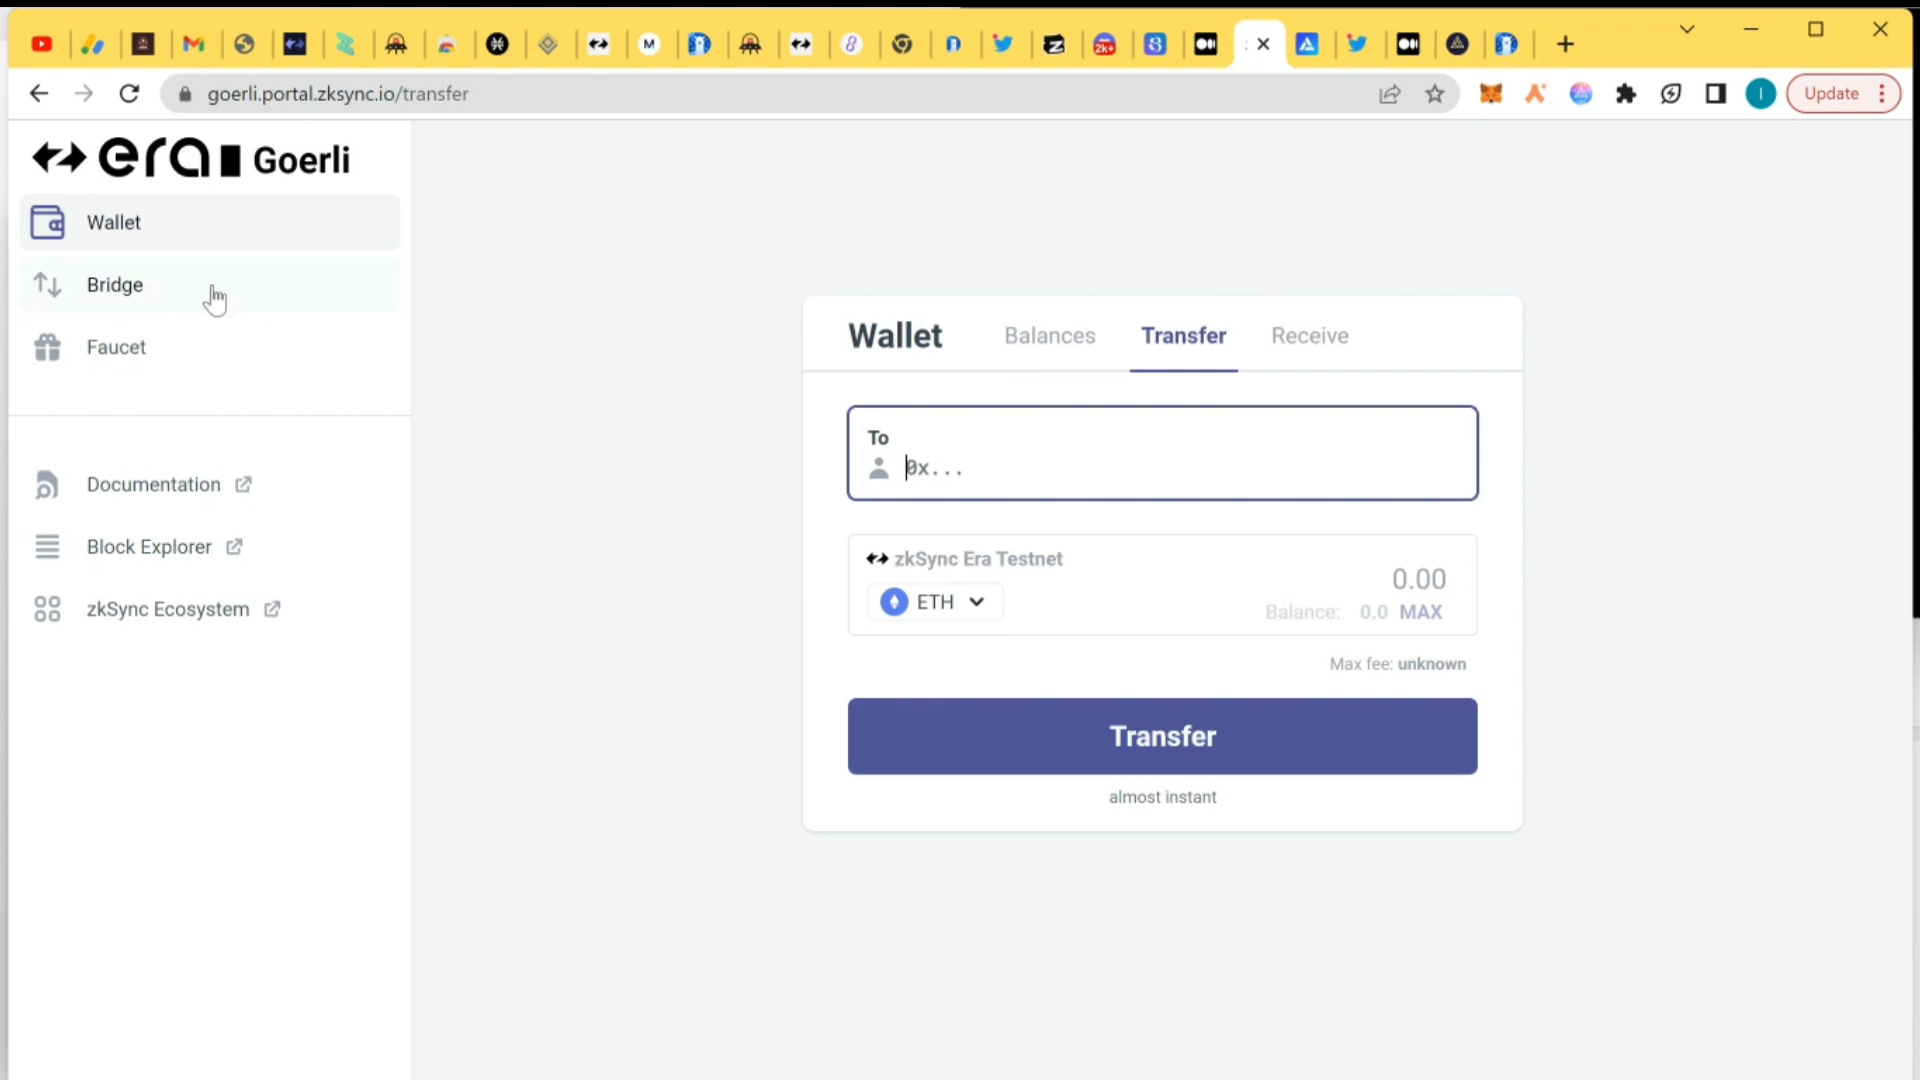 2k+
goerli.portal.zksync.io/transfer
I
Update
era Goerli
Wallet
Bridge
Faucet
Documentation
Block Explorer
zkSync Ecosystem
Wallet
Balances
Transfer
Receive
To
0x...
zkSync Era Testnet
0.00
ETH
Balance: 0.0 MAX
Max fee: unknown
Transfer
almost instant